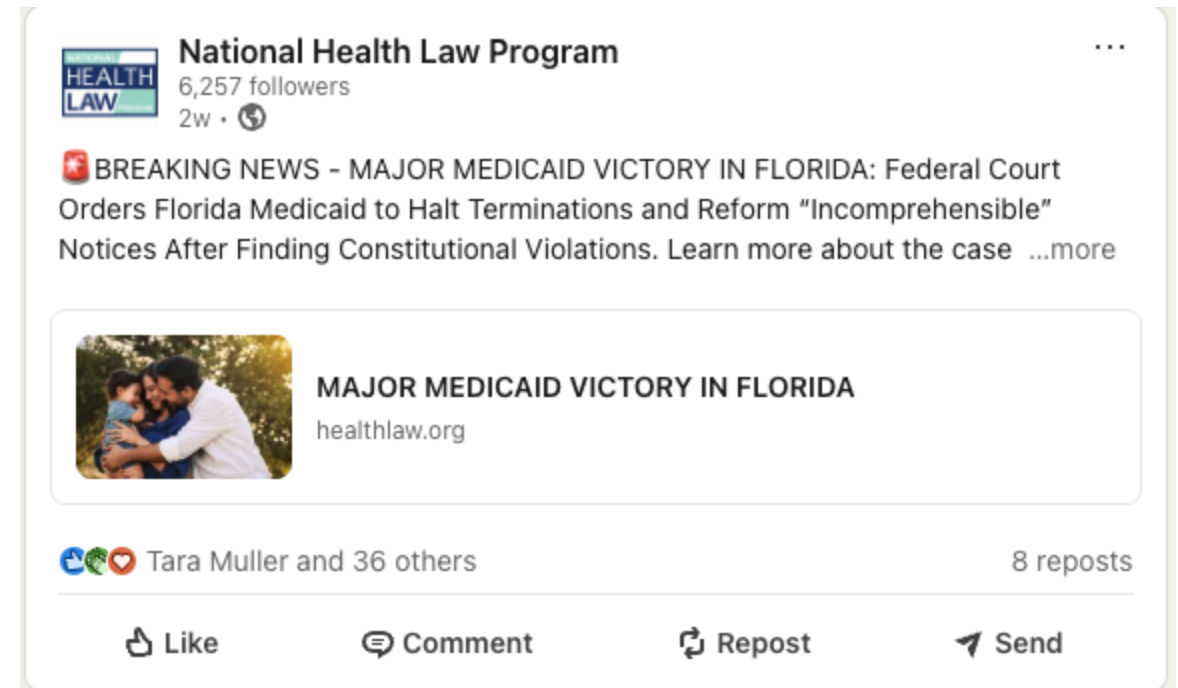 National Health Law Program
NATIONAL
HEALTH
LAW PROGRAM
6,257 followers
2w •
BREAKING NEWS - MAJOR MEDICAID VICTORY IN FLORIDA: Federal Court
Orders Florida Medicaid to Halt Terminations and Reform “Incomprehensible”
Notices After Finding Constitutional Violations. Learn more about the case ...more
MAJOR MEDICAID VICTORY IN FLORIDA
healthlaw.org
Tara Muller and 36 others
8 reposts
Like
Comment
Repost
Send